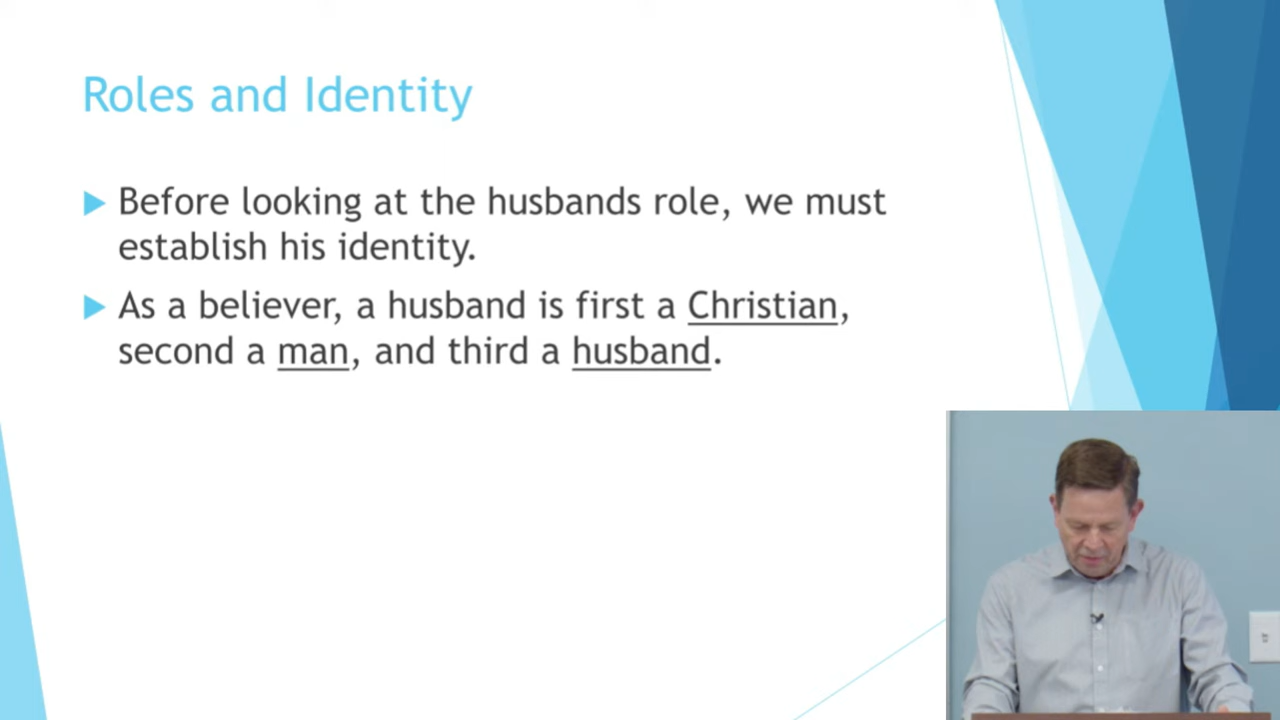 Roles and Identity
Before looking at the husbands role, we must
establish his identity.
As a believer, a husband is first a Christian,
second a man, and third a husband.